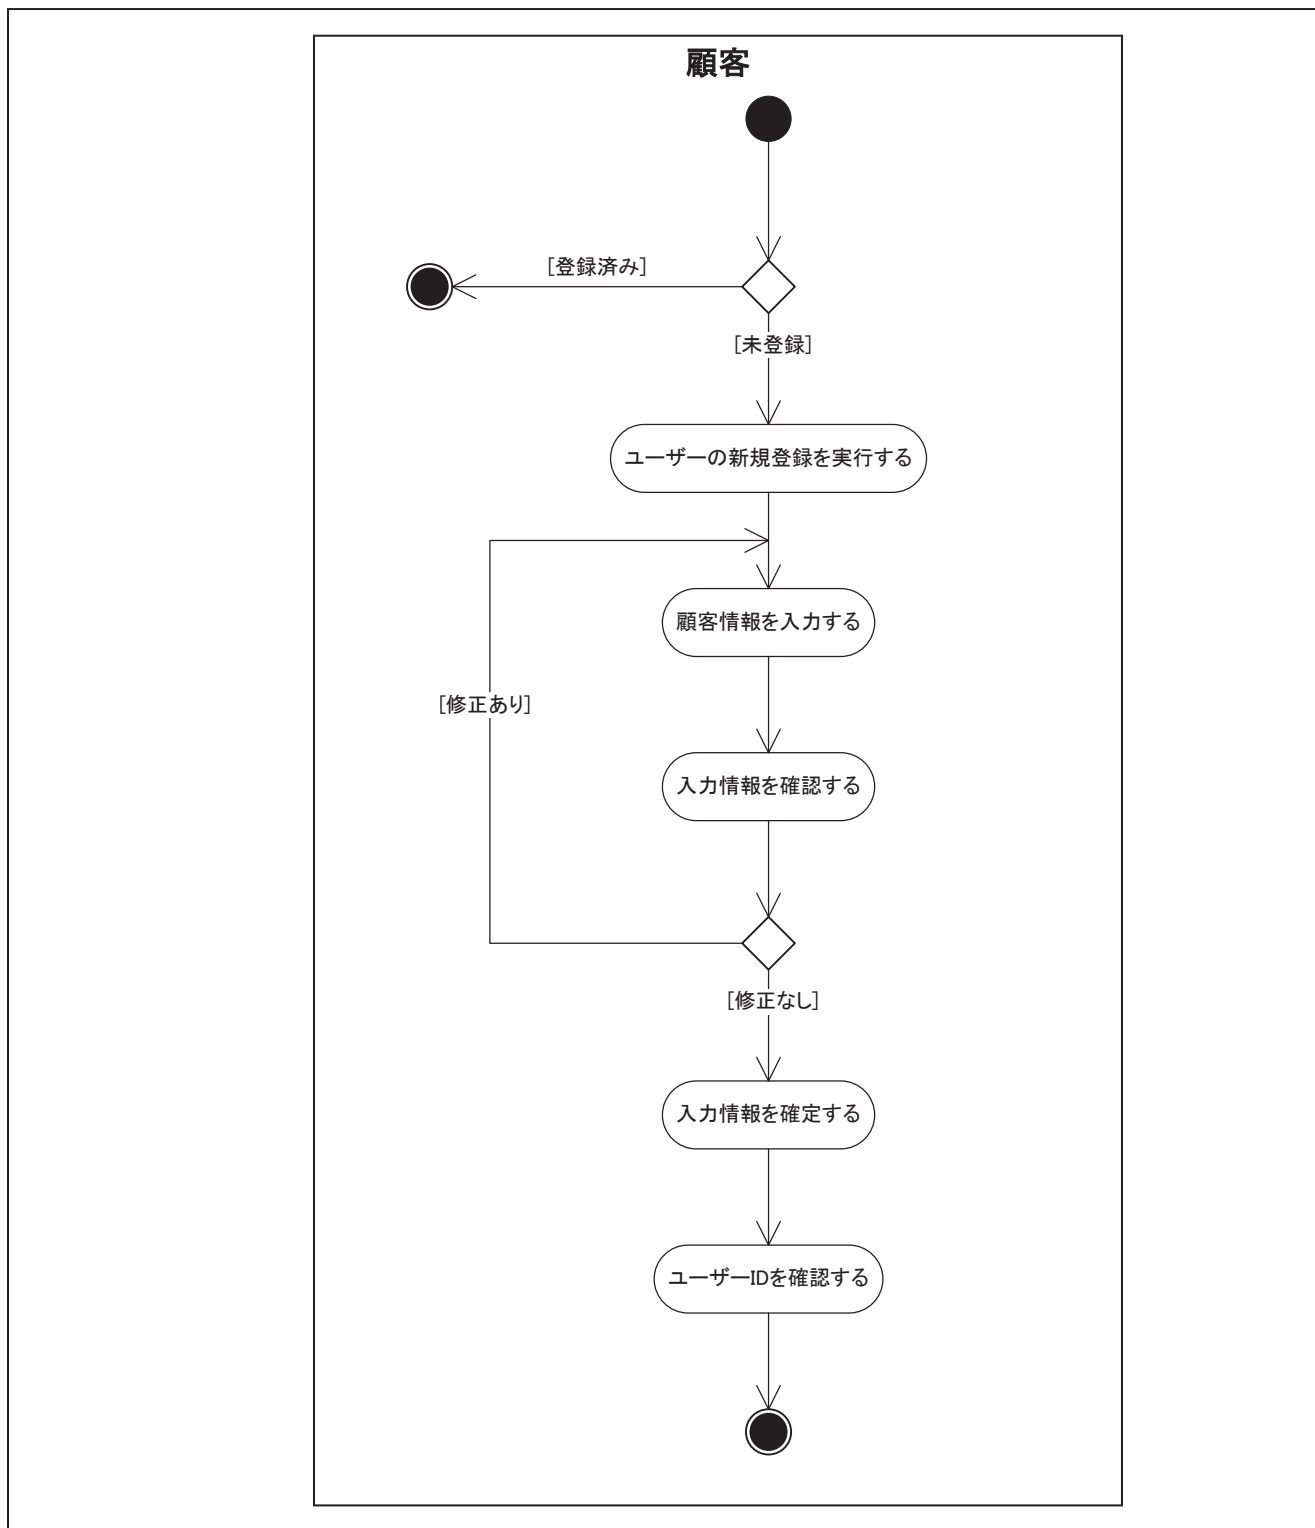 顧客
[登録済み]
[未登録]
ユーザーの新規登録を実行する
顧客情報を入力する
[修正あり]
入力情報を確認する
[修正なし]
入力情報を確定する
ユーザーIDを確認する